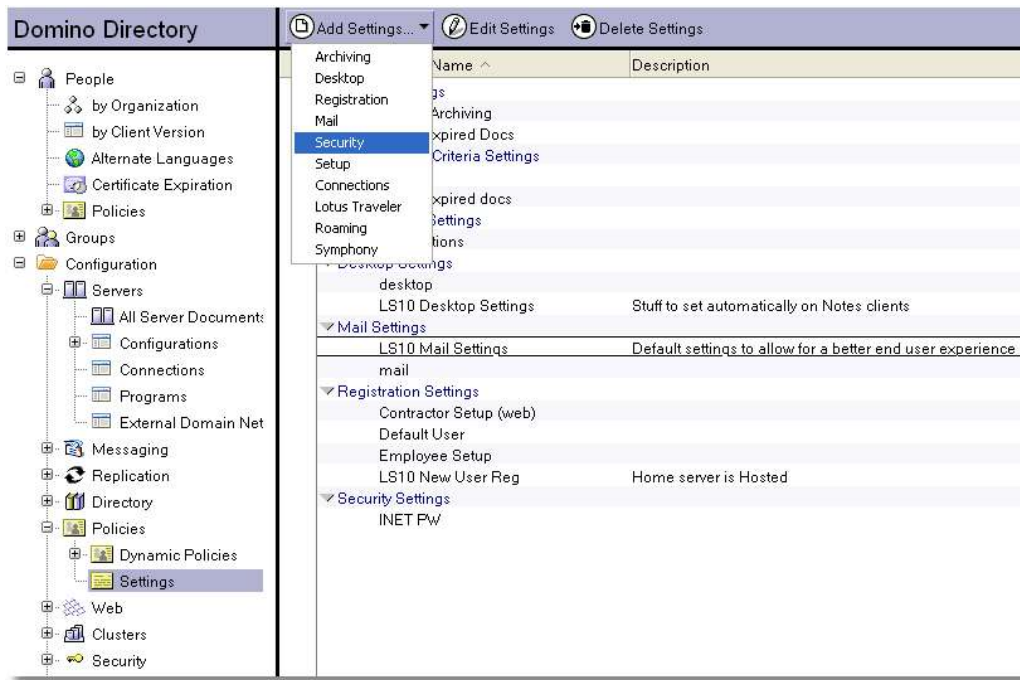 Domino Directory
Add Settings...
Edit Settings
Delete Settings
People
by Organization
by Client Version
Alternate Languages
Certificate Expiration
Policies
Groups
Configuration
Servers
All Server Documents
Configurations
Connections
Programs
External Domain Net
Messaging
Replication
Directory
Policies
Dynamic Policies
Settings
Web
Clusters
Security
Archiving
Desktop
Registration
Mail
Security
Setup
Connections
Lotus Traveler
Roaming
Symphony
Name
Description
gs
Archiving
xpired Docs
Criteria Settings
xpired docs
Settings
tions
Desktop Settings
desktop
LS10 Desktop Settings Stuff to set automatically on Notes clients
Mail Settings
LS10 Mail Settings Default settings to allow for a better end user experience
mail
Registration Settings
Contractor Setup (web)
Default User
Employee Setup
LS10 New User Reg Home server is Hosted
Security Settings
INET PW